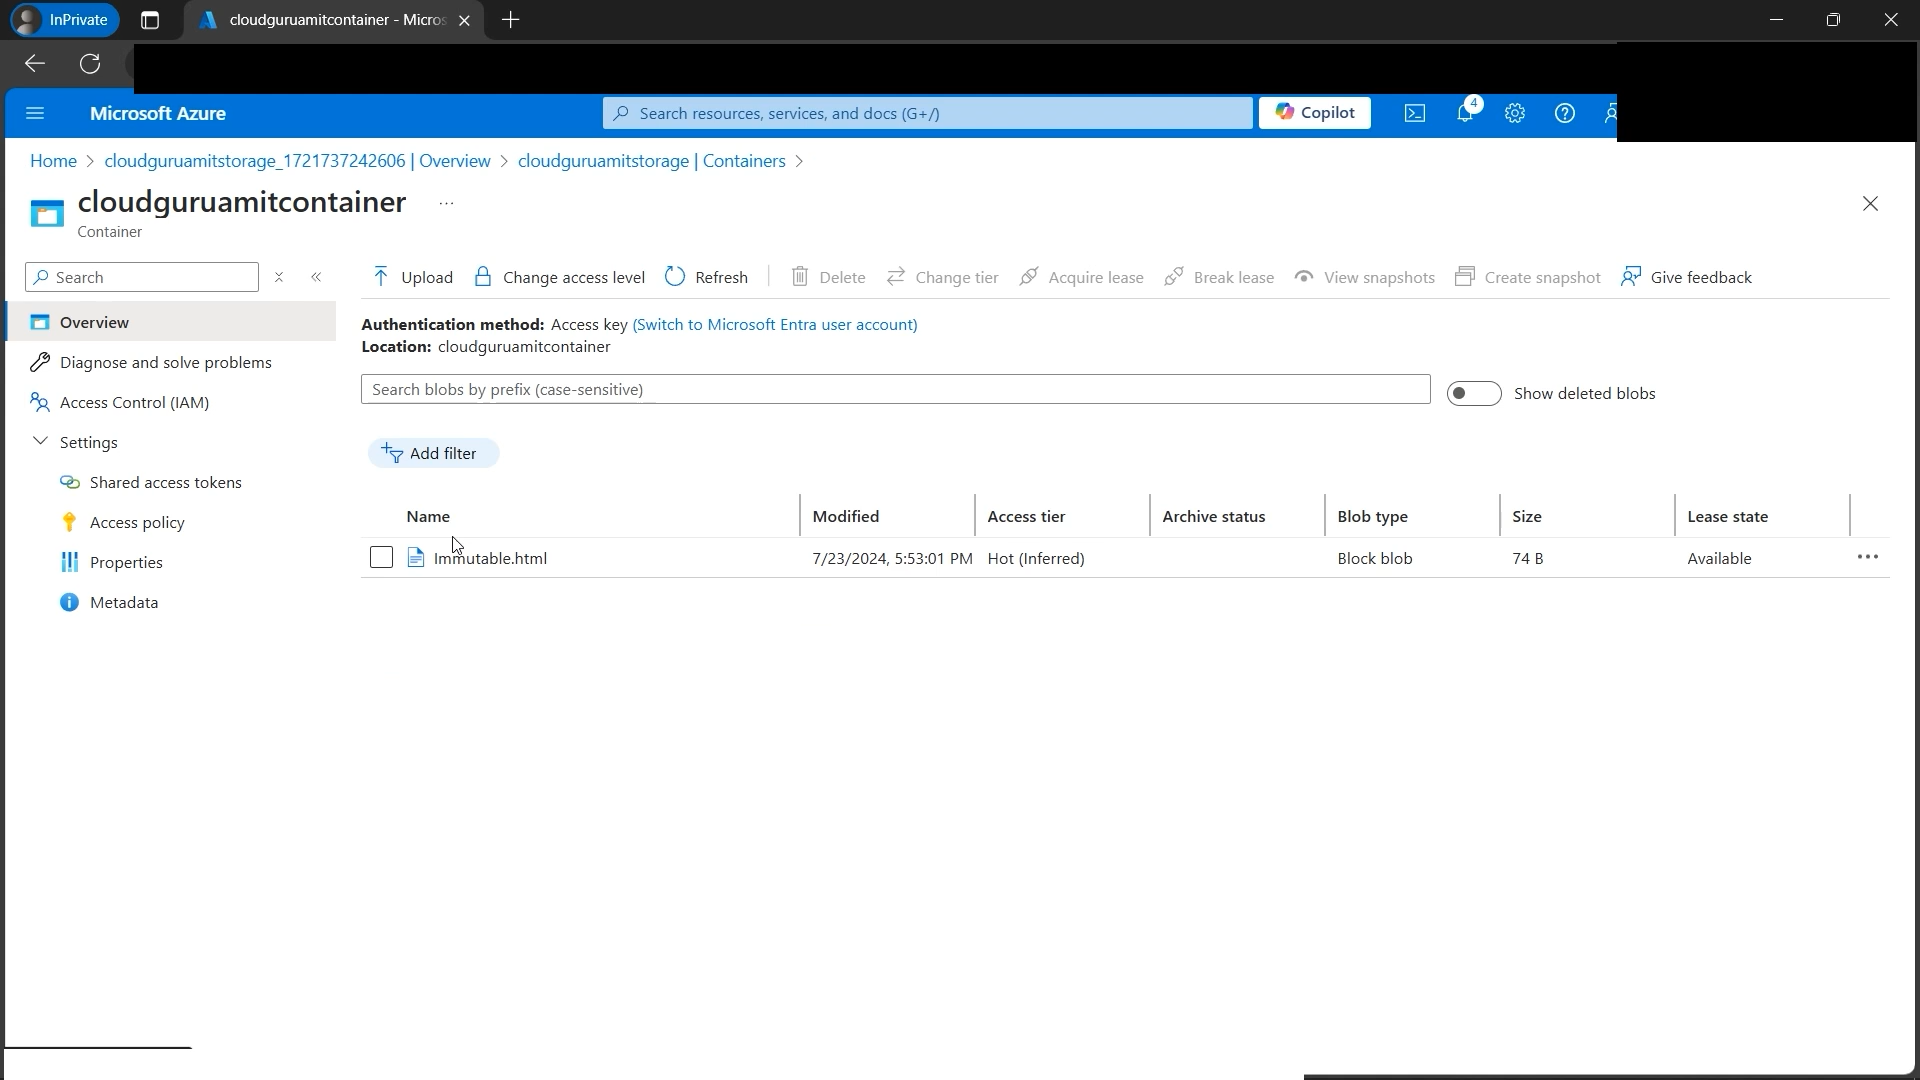 InPrivate
cloudguruamitcontainer - Micros
Microsoft Azure
Search resources, services, and docs (G+/)
Copilot
4
Home > cloudguruamitstorage_1721737242606 | Overview > cloudguruamitstorage | Containers >
cloudguruamitcontainer ...
Container
Search
Upload Change access level Refresh Delete Change tier Acquire lease Break lease View snapshots Create snapshot Give feedback
Overview
Diagnose and solve problems
Access Control (IAM)
Settings
Shared access tokens
Access policy
Properties
Metadata
Authentication method: Access key (Switch to Microsoft Entra user account)
Location: cloudguruamitcontainer
Search blobs by prefix (case-sensitive)
Show deleted blobs
Add filter
Name Modified Access tier Archive status Blob type Size Lease state
Immutable.html 7/23/2024, 5:53:01 PM Hot (Inferred) Block blob 74 B Available ...